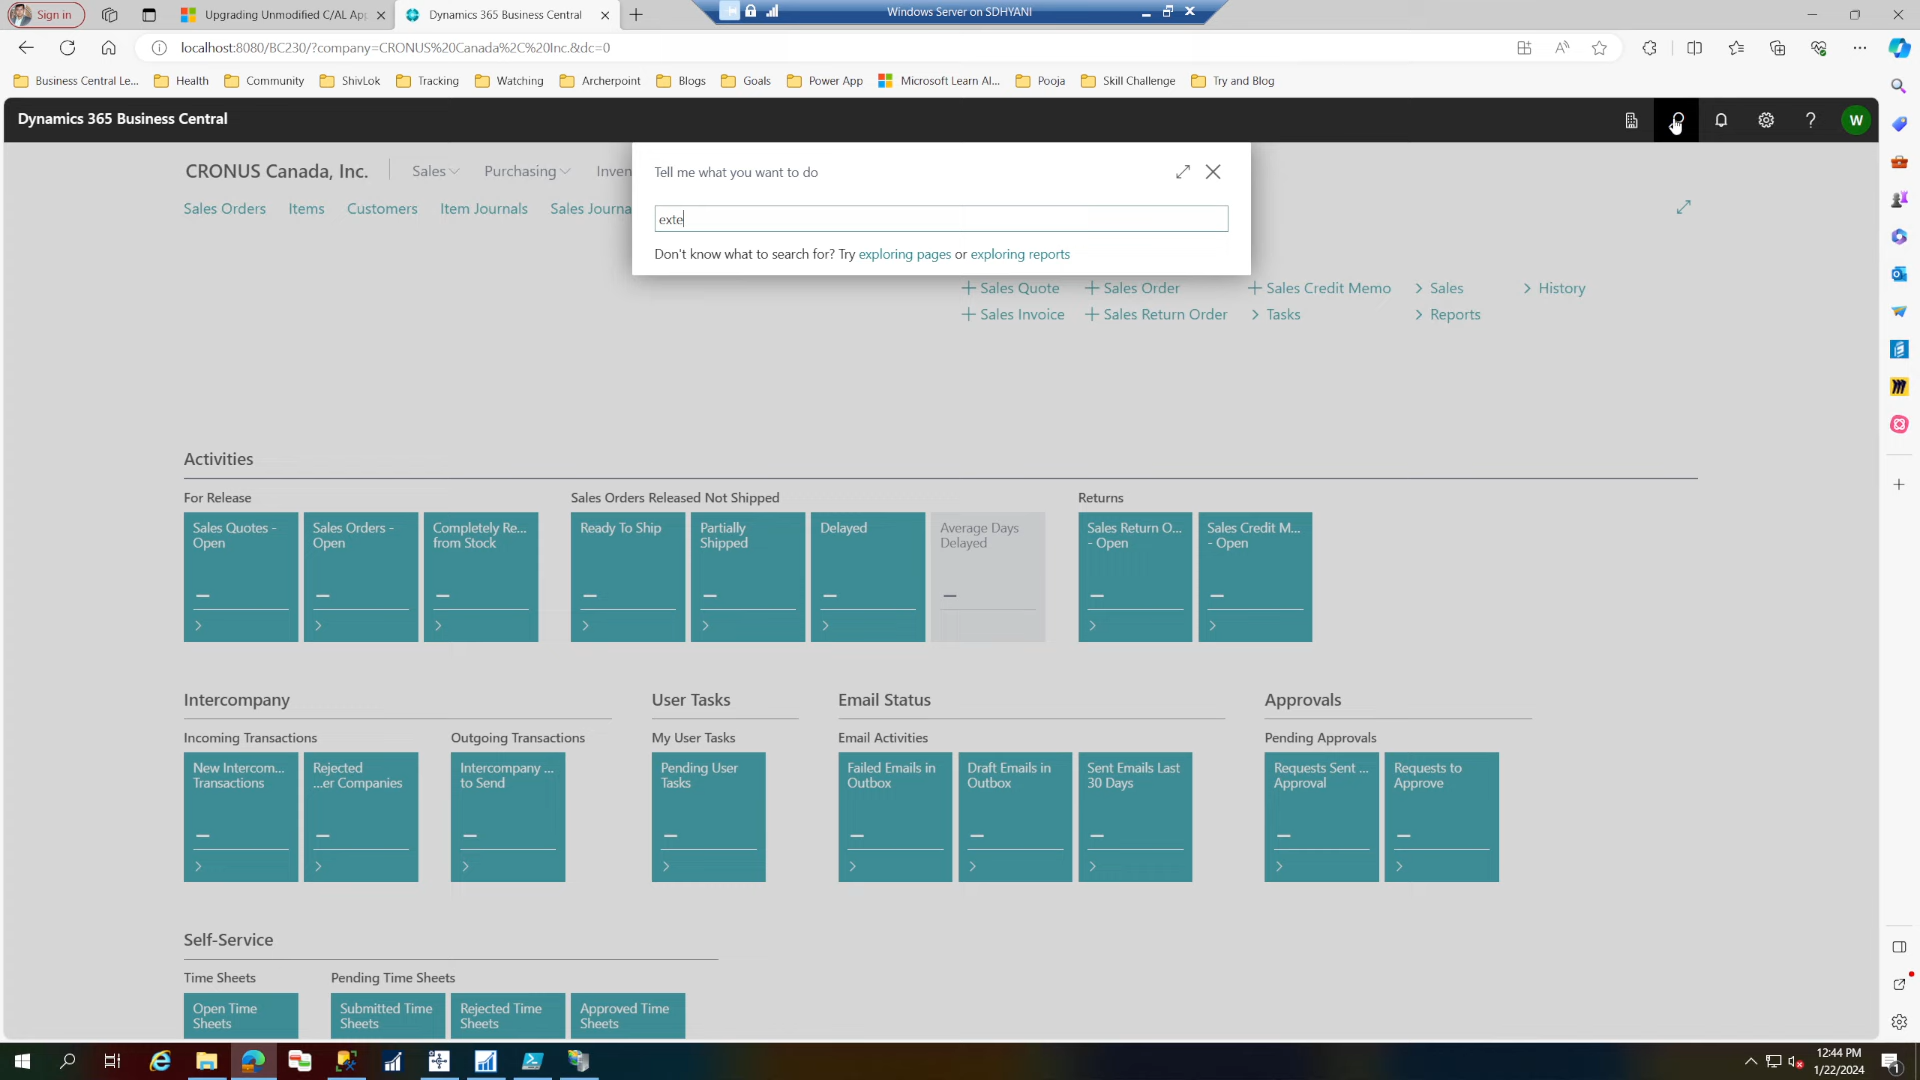 Sign in
Upgrading Unmodified C/AL App
Dynamics 365 Business Central
Windows Server on SDHYANI
localhost:8080/BC230/?company=CRONUS%20Canada%2C%20Inc.&dc=0
Business Central Le...
Health
Community
ShivLok
Tracking
Watching
Archerpoint
Blogs
Goals
Power App
Microsoft Learn AI...
Pooja
Skill Challenge
Try and Blog
Dynamics 365 Business Central
W
CRONUS Canada, Inc.
Sales
Purchasing
Inven
Sales Orders
Items
Customers
Item Journals
Sales Journa
Tell me what you want to do
exte
Don't know what to search for? Try exploring pages or exploring reports
+ Sales Quote
+ Sales Order
+ Sales Credit Memo
> Sales
> History
+ Sales Invoice
+ Sales Return Order
> Tasks
> Reports
Activities
For Release
Sales Orders Released Not Shipped
Returns
Sales Quotes -
Open
Sales Orders -
Open
Completely Re...
from Stock
Ready To Ship
Partially
Shipped
Delayed
Average Days
Delayed
Sales Return O...
- Open
Sales Credit M...
- Open
Intercompany
User Tasks
Email Status
Approvals
Incoming Transactions
Outgoing Transactions
My User Tasks
Email Activities
Pending Approvals
New Intercom...
Transactions
Rejected
...er Companies
Intercompany ...
to Send
Pending User
Tasks
Failed Emails in
Outbox
Draft Emails in
Outbox
Sent Emails Last
30 Days
Requests Sent ...
Approval
Requests to
Approve
Self-Service
Time Sheets
Pending Time Sheets
Open Time
Sheets
Submitted Time
Sheets
Rejected Time
Sheets
Approved Time
Sheets
12:44 PM
1/22/2024
1